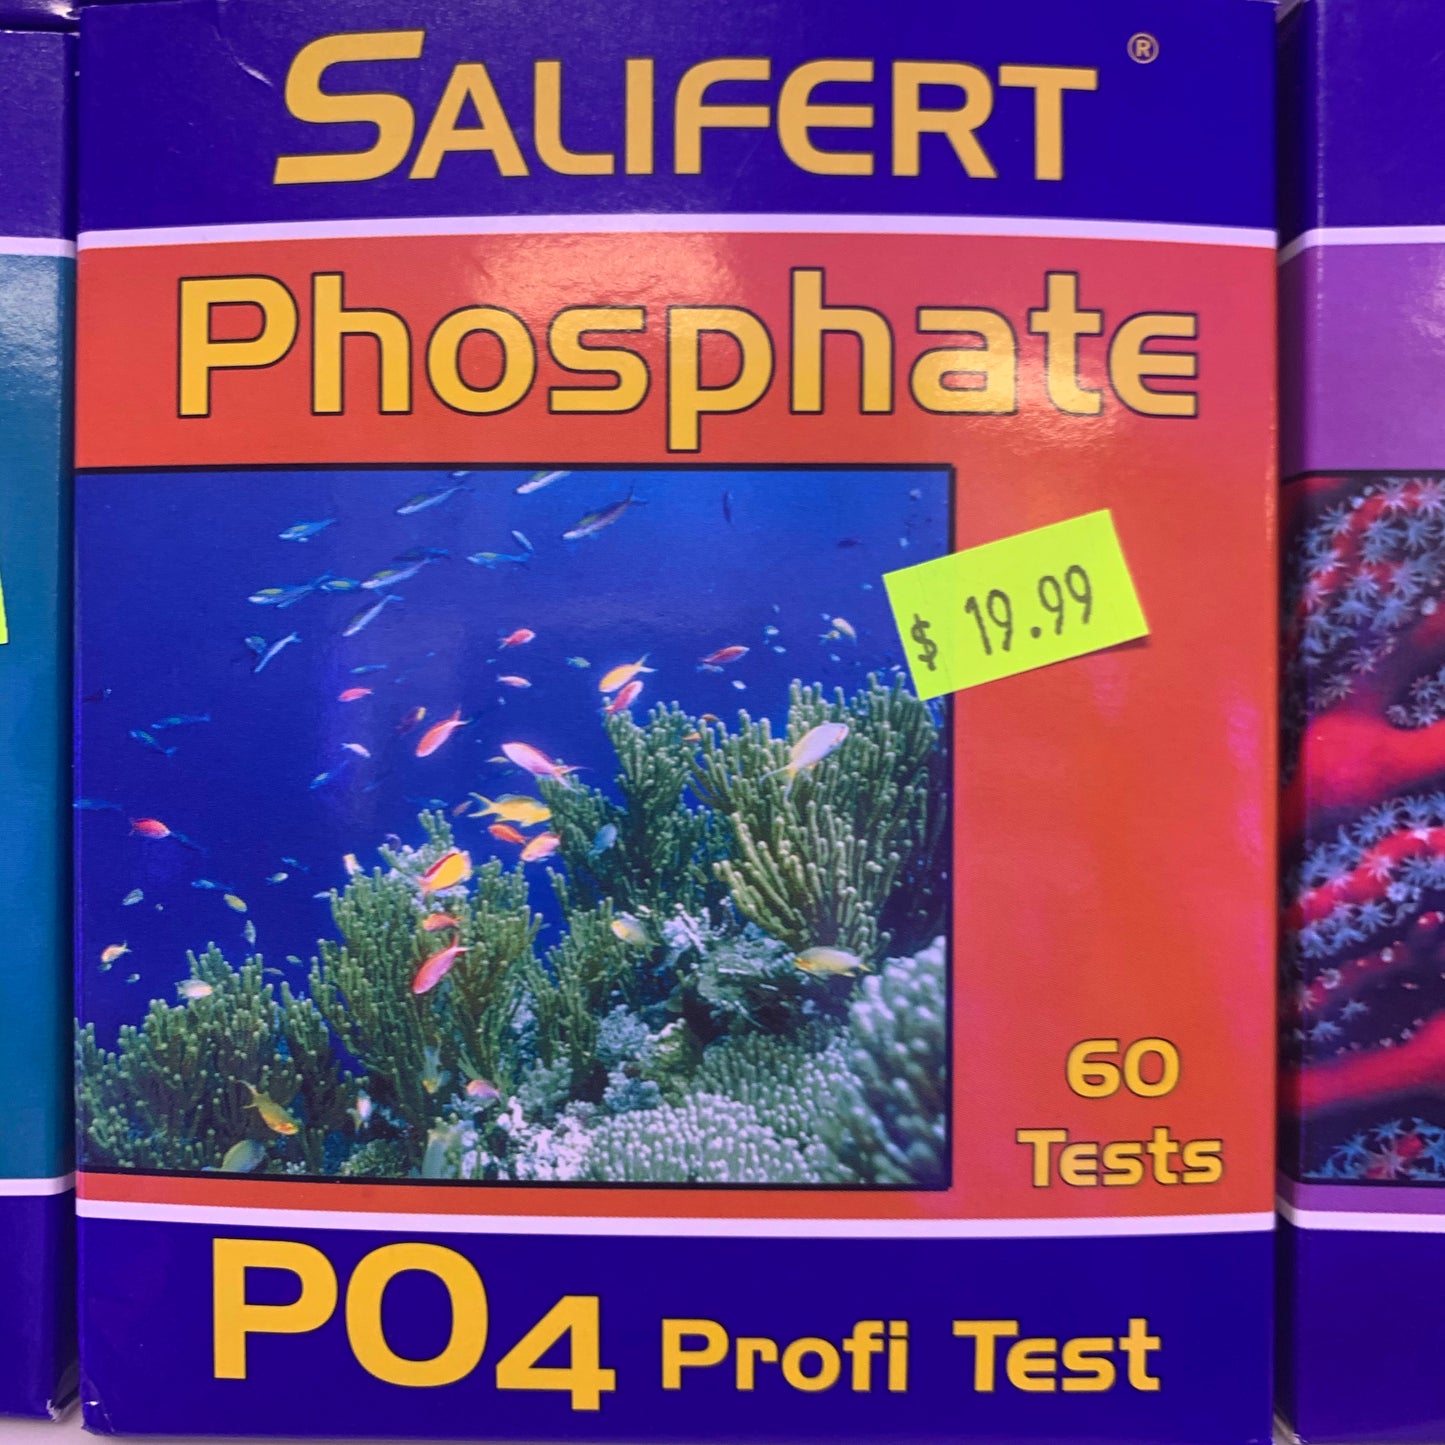 SALIFERT ®
Phosphate
$ 19.99
60
Tests
PO4 Profi Test